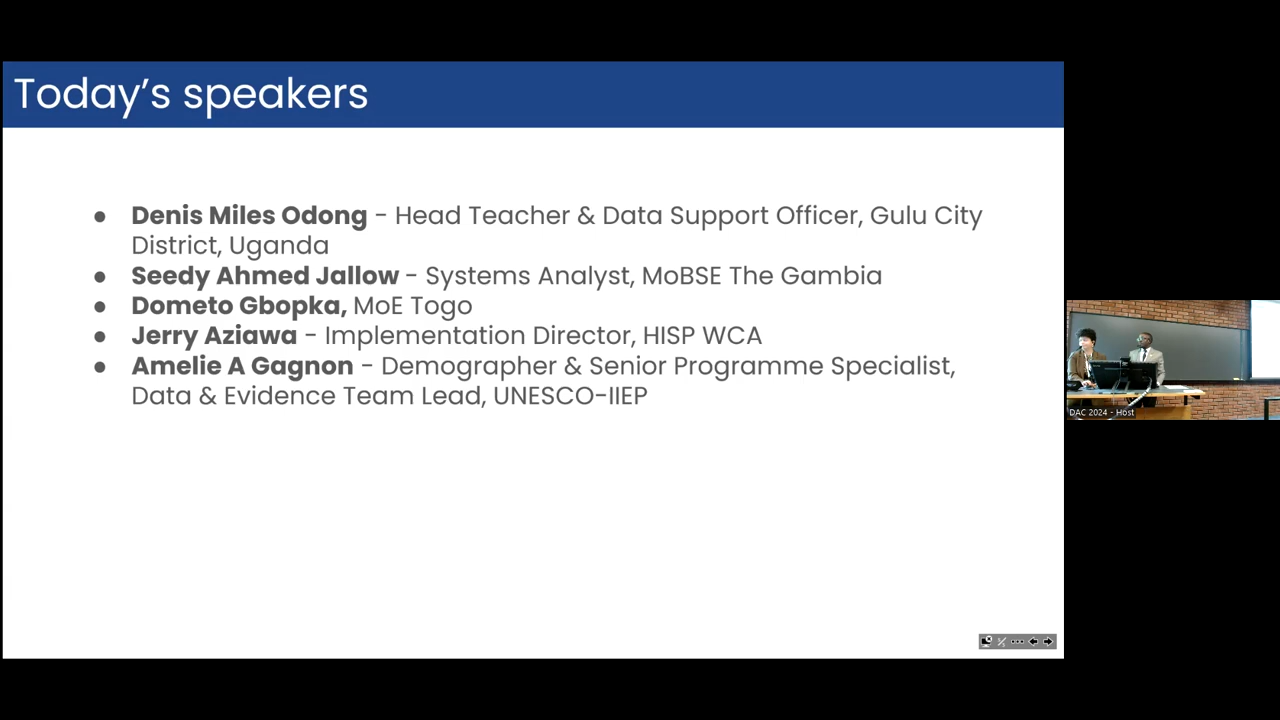 Today's speakers
● Denis Miles Odong - Head Teacher & Data Support Officer, Gulu City
District, Uganda
● Seedy Ahmed Jallow - Systems Analyst, MoBSE The Gambia
● Dometo Gbopka, MoE Togo
● Jerry Aziawa - Implementation Director, HISP WCA
● Amelie A Gagnon - Demographer & Senior Programme Specialist,
Data & Evidence Team Lead, UNESCO-IIEP
DAC 2024 - Host